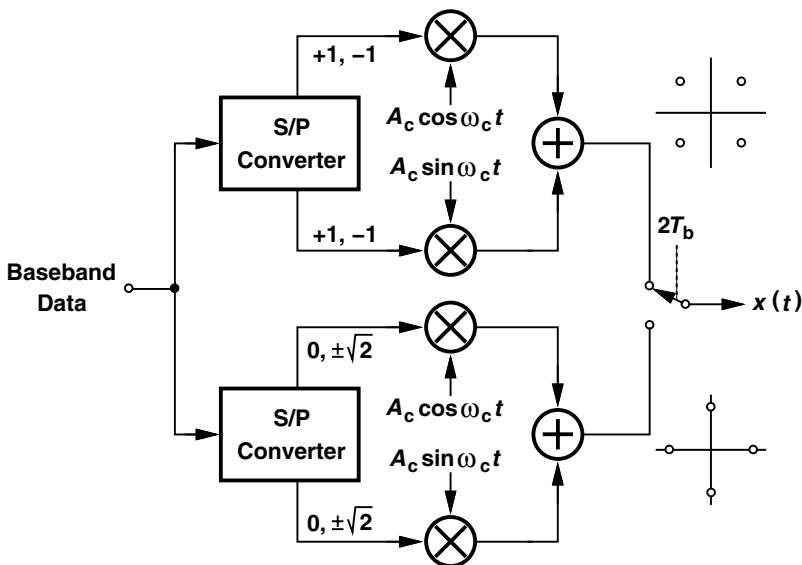 +1, −1
S/P
Converter
A_c cos ω_c t
A_c sin ω_c t
+1, −1
2T_b
Baseband
Data
x (t)
0, ±√2
S/P
Converter
A_c cos ω_c t
A_c sin ω_c t
0, ±√2